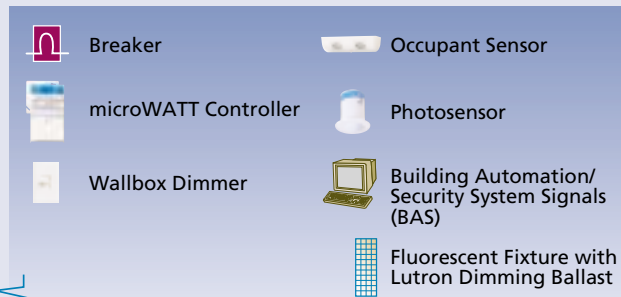 Breaker
microWATT Controller
Wallbox Dimmer
Occupant Sensor
Photosensor
Building Automation/
Security System Signals
(BAS)
Fluorescent Fixture with
Lutron Dimming Ballast